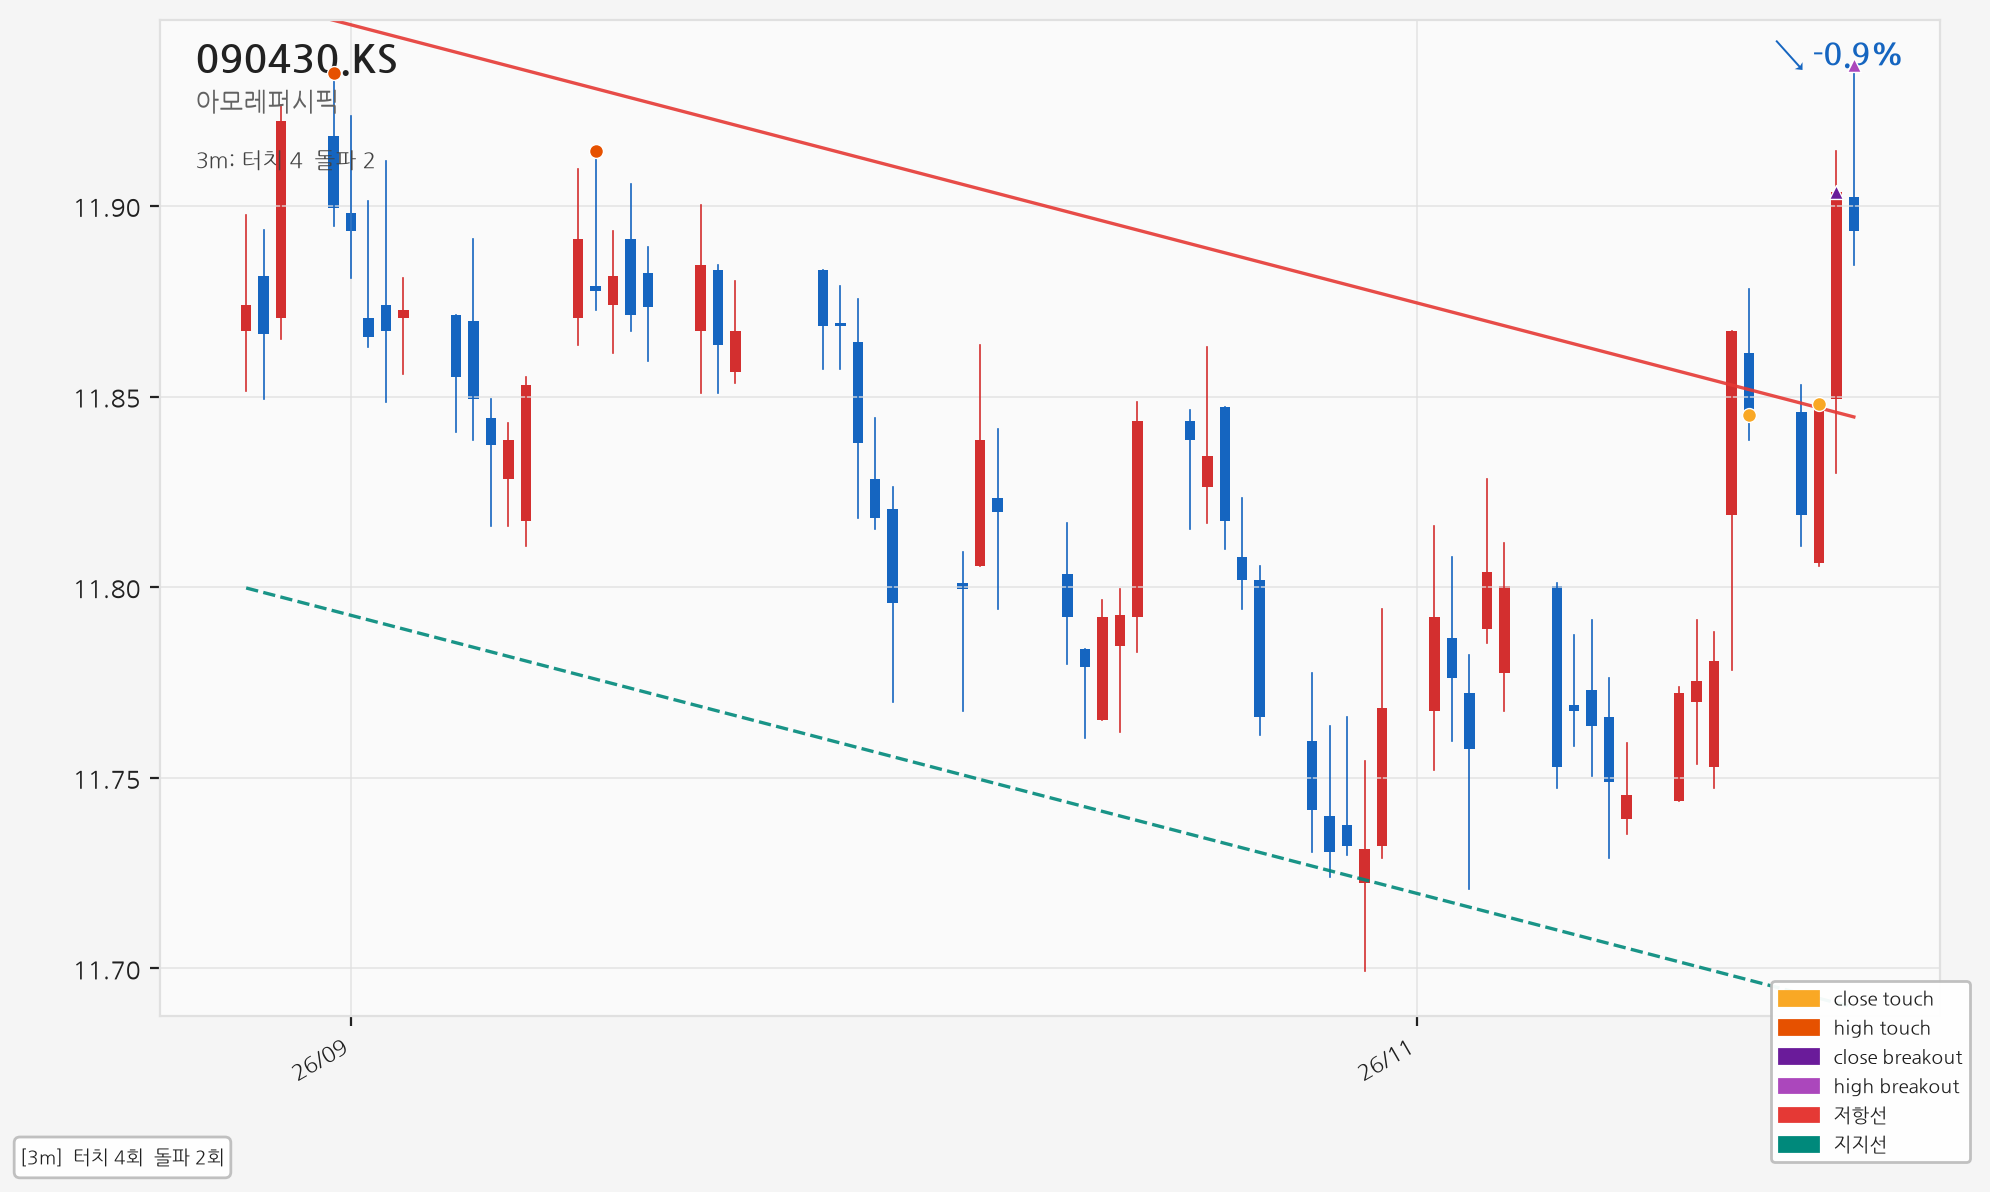 090430.KS
아모레퍼시픽
3m: 터치 4  돌파 2
-0.9%
11.90
11.85
11.80
11.75
11.70
26/09
26/11
close touch
high touch
close breakout
high breakout
저항선
지지선
[3m]  터치 4회  돌파 2회